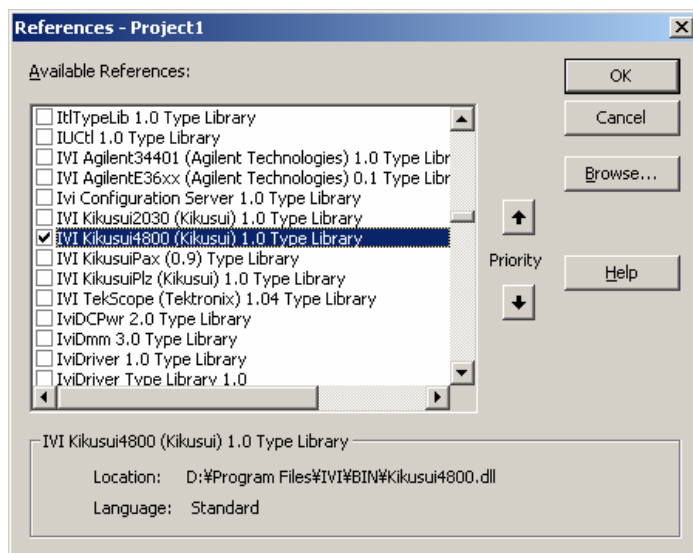 References - Project1
Available References:
ItlTypeLib 1.0 Type Library
IUCtl 1.0 Type Library
IVI Agilent34401 (Agilent Technologies) 1.0 Type Libr
IVI AgilentE36xx (Agilent Technologies) 0.1 Type Libr
Ivi Configuration Server 1.0 Type Library
IVI Kikusui2030 (Kikusui) 1.0 Type Library
IVI Kikusui4800 (Kikusui) 1.0 Type Library
IVI KikusuiPax (0.9) Type Library
IVI KikusuiPlz (Kikusui) 1.0 Type Library
IVI TekScope (Tektronix) 1.04 Type Library
IviDCPwr 2.0 Type Library
IviDmm 3.0 Type Library
IviDriver 1.0 Type Library
IviDriver Type Library 1.0
Priority
OK
Cancel
Browse...
Help
IVI Kikusui4800 (Kikusui) 1.0 Type Library
Location: D:¥Program Files¥IVI¥BIN¥Kikusui4800.dll
Language: Standard